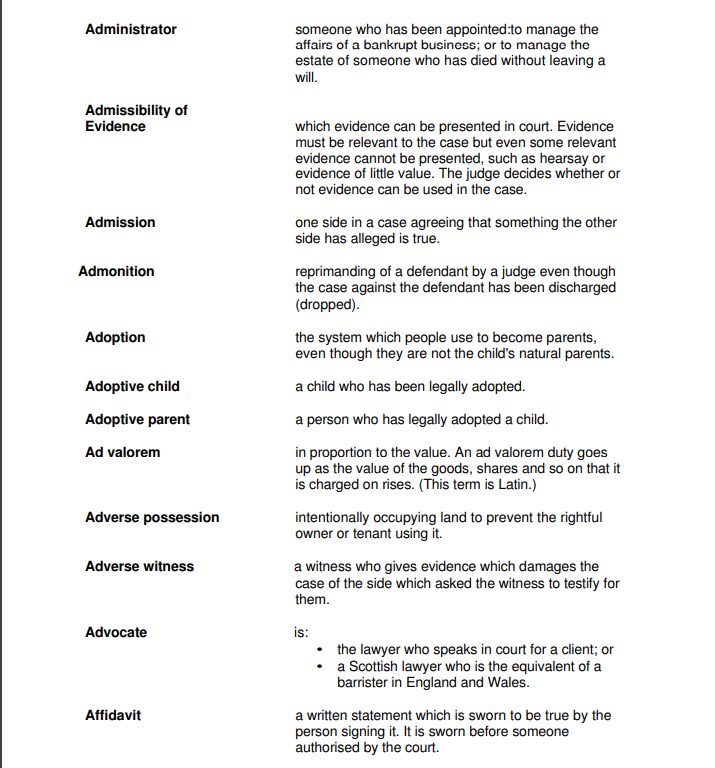 Administrator someone who has been appointed:to manage the
affairs of a bankrupt business; or to manage the
estate of someone who has died without leaving a
will.
Admissibility of
Evidence which evidence can be presented in court. Evidence
must be relevant to the case but even some relevant
evidence cannot be presented, such as hearsay or
evidence of little value. The judge decides whether or
not evidence can be used in the case.
Admission one side in a case agreeing that something the other
side has alleged is true.
Admonition reprimanding of a defendant by a judge even though
the case against the defendant has been discharged
(dropped).
Adoption the system which people use to become parents,
even though they are not the child's natural parents.
Adoptive child a child who has been legally adopted.
Adoptive parent a person who has legally adopted a child.
Ad valorem in proportion to the value. An ad valorem duty goes
up as the value of the goods, shares and so on that it
is charged on rises. (This term is Latin.)
Adverse possession intentionally occupying land to prevent the rightful
owner or tenant using it.
Adverse witness a witness who gives evidence which damages the
case of the side which asked the witness to testify for
them.
Advocate is:
• the lawyer who speaks in court for a client; or
• a Scottish lawyer who is the equivalent of a
barrister in England and Wales.
Affidavit a written statement which is sworn to be true by the
person signing it. It is sworn before someone
authorised by the court.